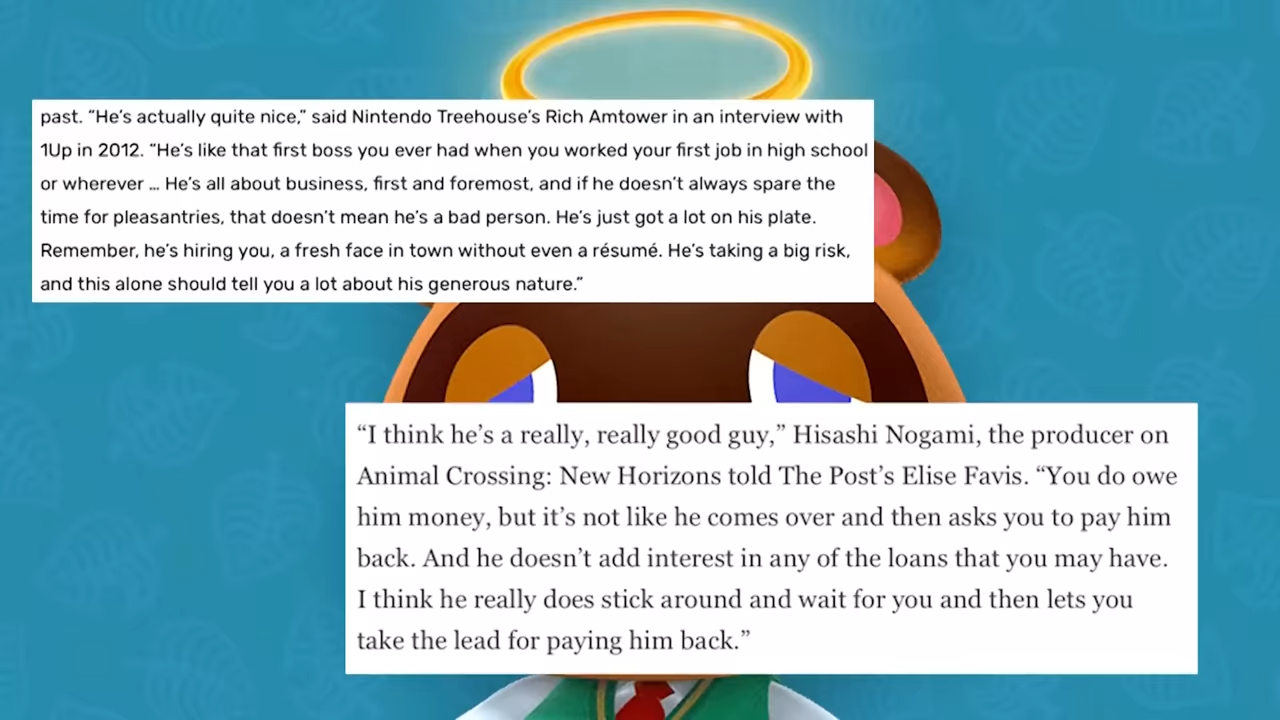 past. “He’s actually quite nice,” said Nintendo Treehouse’s Rich Amtower in an interview with
1Up in 2012. “He’s like that first boss you ever had when you worked your first job in high school
or wherever … He’s all about business, first and foremost, and if he doesn’t always spare the
time for pleasantries, that doesn’t mean he’s a bad person. He’s just got a lot on his plate.
Remember, he’s hiring you, a fresh face in town without even a résumé. He’s taking a big risk,
and this alone should tell you a lot about his generous nature.”
“I think he’s a really, really good guy,” Hisashi Nogami, the producer on
Animal Crossing: New Horizons told The Post’s Elise Favis. “You do owe
him money, but it’s not like he comes over and then asks you to pay him
back. And he doesn’t add interest in any of the loans that you may have.
I think he really does stick around and wait for you and then lets you
take the lead for paying him back.”